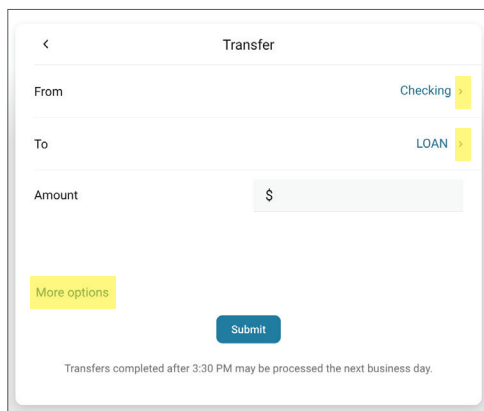 Transfer
From Checking
To LOAN
Amount $
More options
Submit
Transfers completed after 3:30 PM may be processed the next business day.